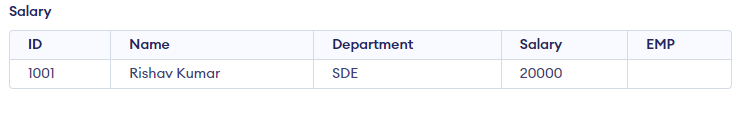 Salary
ID Name Department Salary EMP
1001 Rishav Kumar SDE 20000